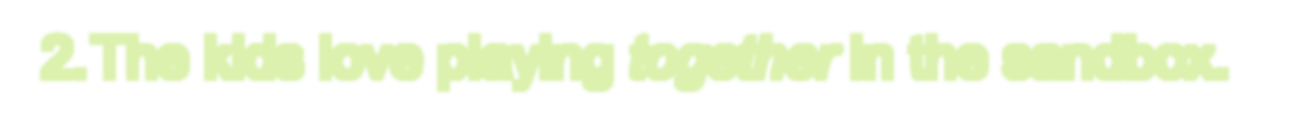 2. The kids love playing together in the sandbox.